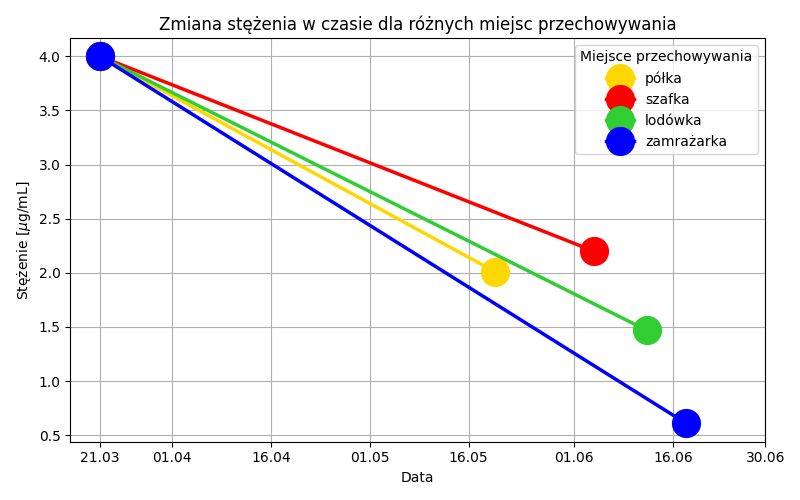 Zmiana stężenia w czasie dla różnych miejsc przechowywania
Stężenie [μg/mL]
4.0
3.5
3.0
2.5
2.0
1.5
1.0
0.5
Miejsce przechowywania
półka
szafka
lodówka
zamrażarka
21.03 01.04 16.04 01.05 16.05 01.06 16.06 30.06
Data